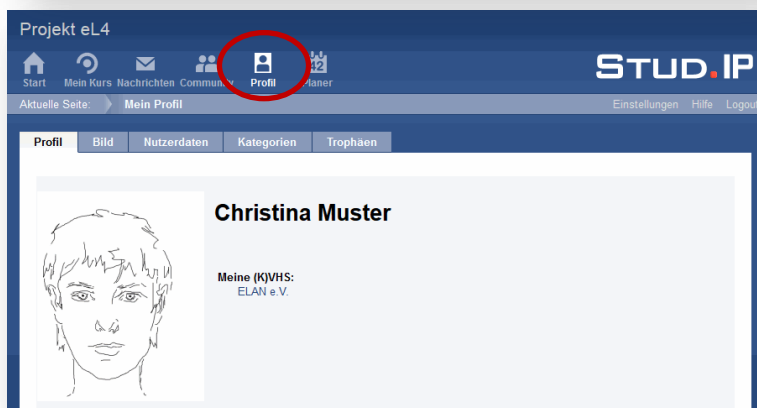 Projekt eL4
42
Start Mein Kurs Nachrichten Community Profil Planer
STUD.IP
Aktuelle Seite: Mein Profil Einstellungen Hilfe Logout
Profil Bild Nutzerdaten Kategorien Trophäen
Christina Muster
Meine (K)VHS:
ELAN e.V.